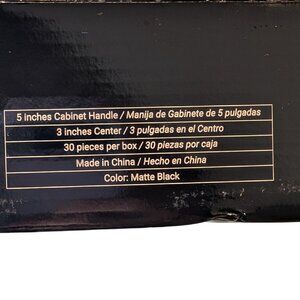 5 inches Cabinet Handle / Manija de Gabinete de 5 pulgadas
3 inches Center / 3 pulgadas en el Centro
30 pieces per box / 30 piezas por caja
Made in China / Hecho en China
Color: Matte Black